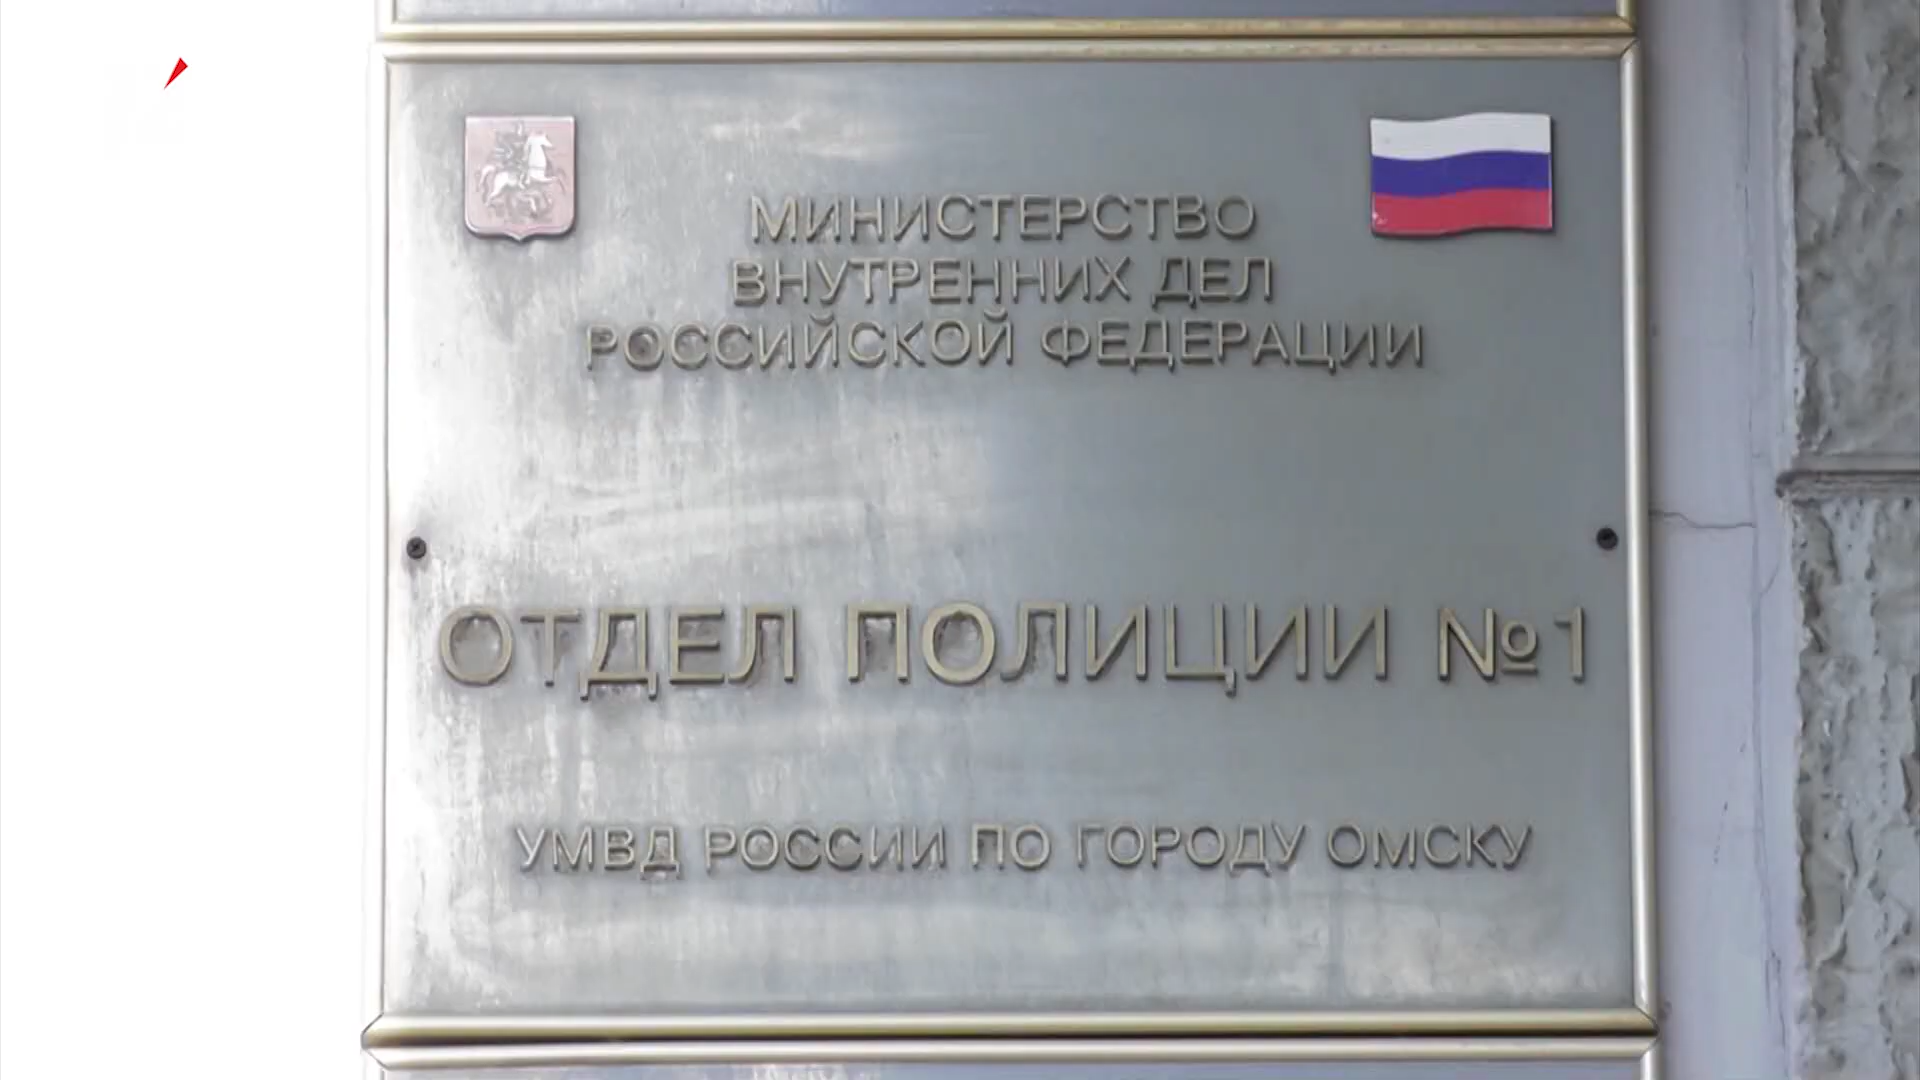 МИНИСТЕРСТВО
ВНУТРЕННИХ ДЕЛ
РОССИЙСКОЙ ФЕДЕРАЦИИ
ОТДЕЛ ПОЛИЦИИ №1
УМВД РОССИИ ПО ГОРОДУ ОМСКУ